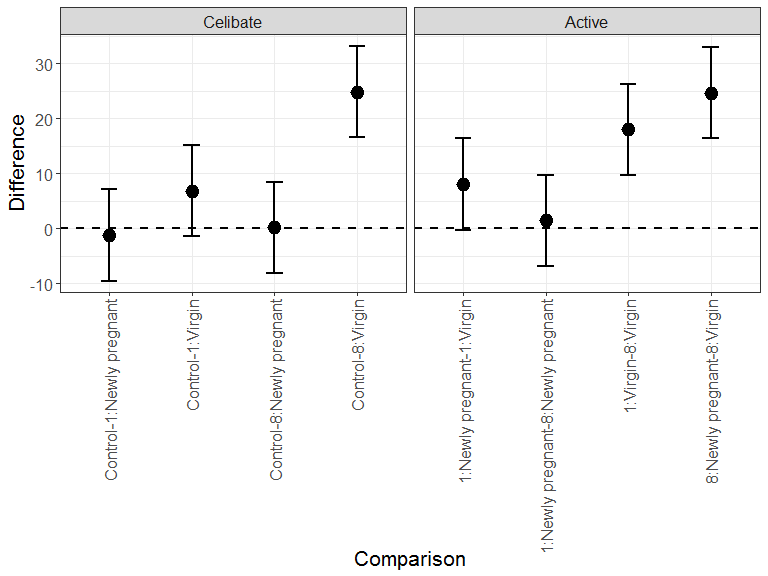 Celibate
Active
Difference
30
20
10
0
-10
Control-1:Newly pregnant
Control-1:Virgin
Control-8:Newly pregnant
Control-8:Virgin
1:Newly pregnant-1:Virgin
1:Newly pregnant-8:Newly pregnant
1:Virgin-8:Virgin
8:Newly pregnant-8:Virgin
Comparison